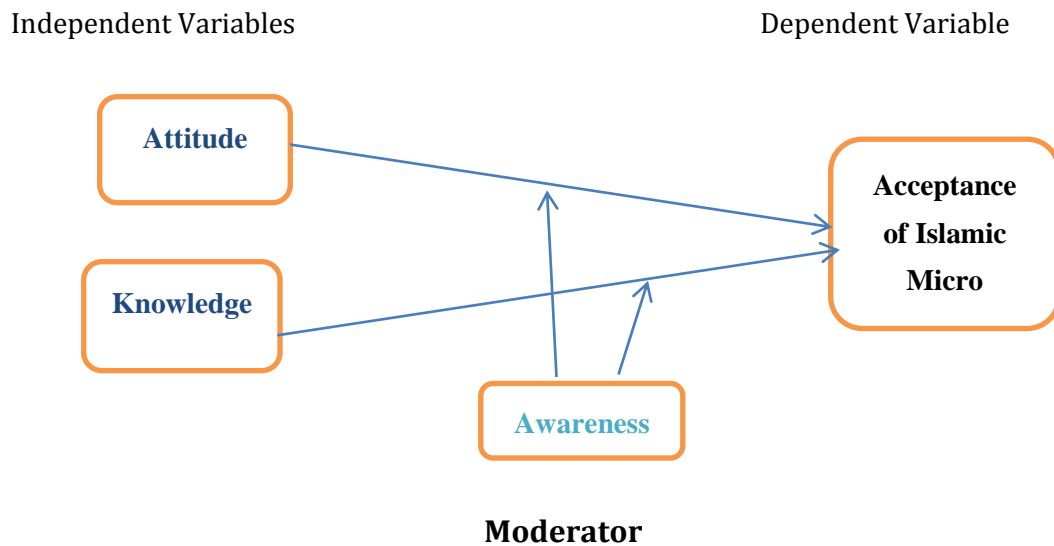 Independent Variables
Dependent Variable
Attitude
Knowledge
Acceptance
of Islamic
Micro
Awareness
Moderator